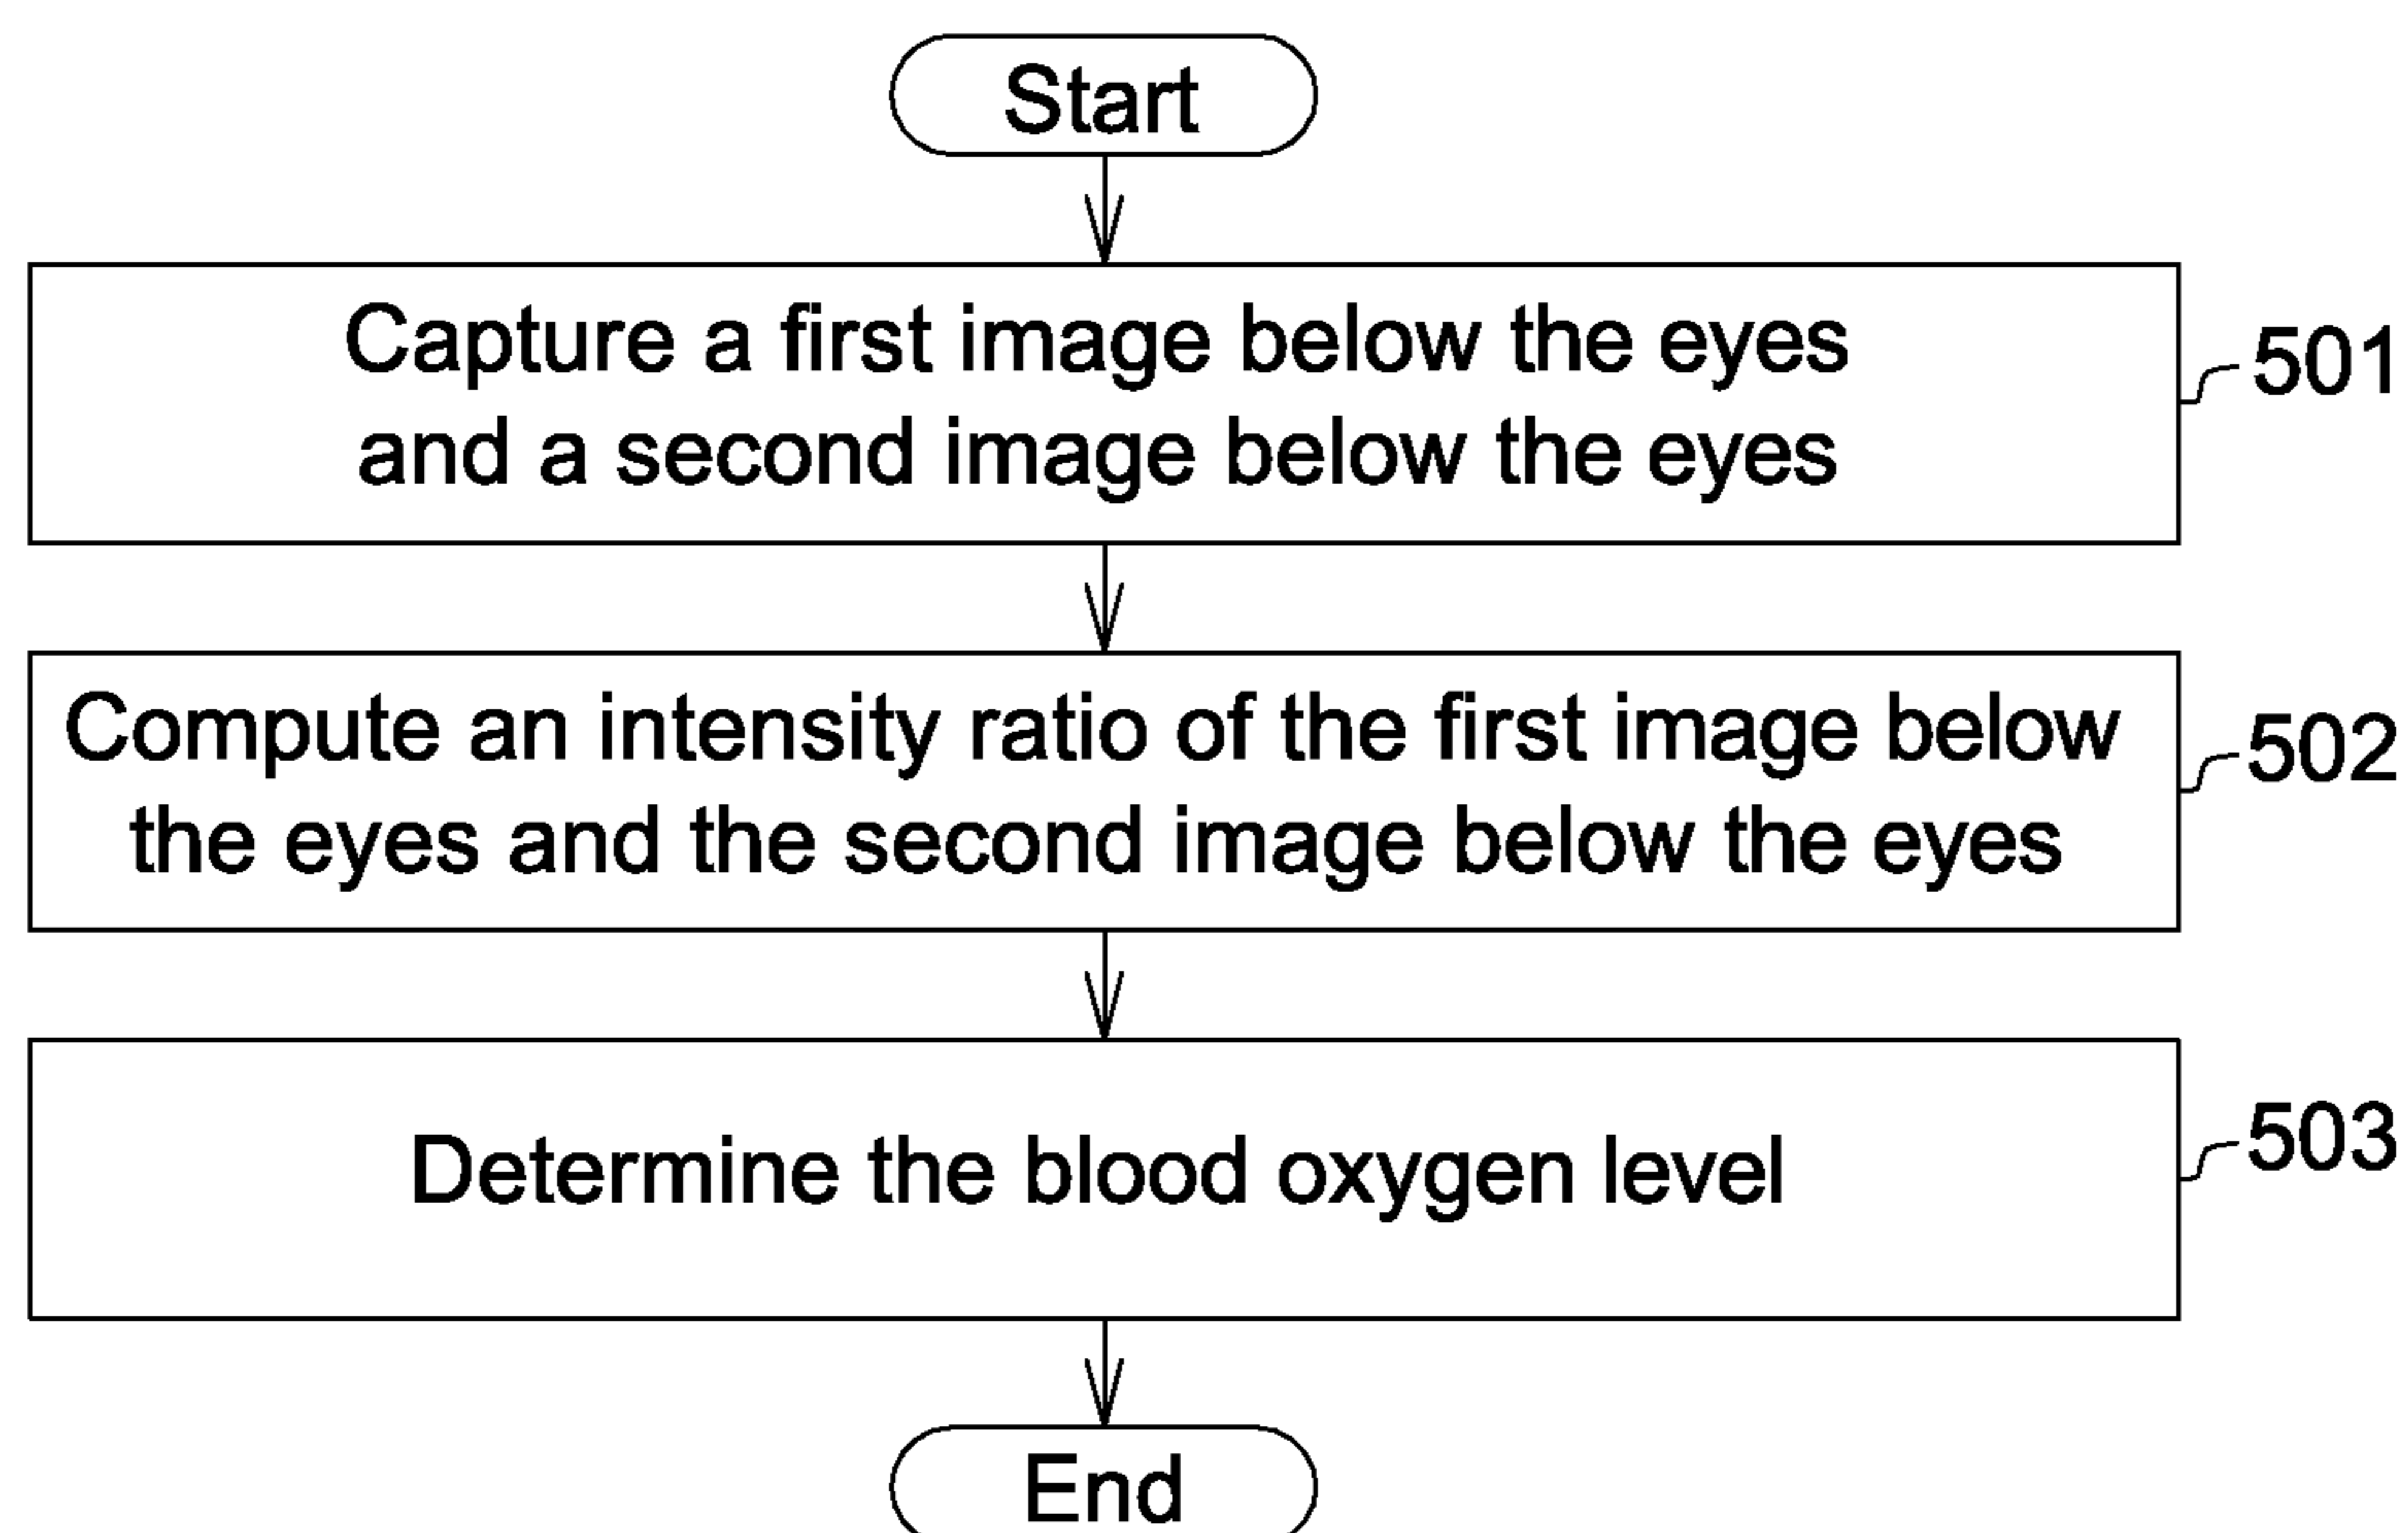 Start
Capture a first image below the eyes
and a second image below the eyes
501
Compute an intensity ratio of the first image below
the eyes and the second image below the eyes
502
Determine the blood oxygen level
503
End